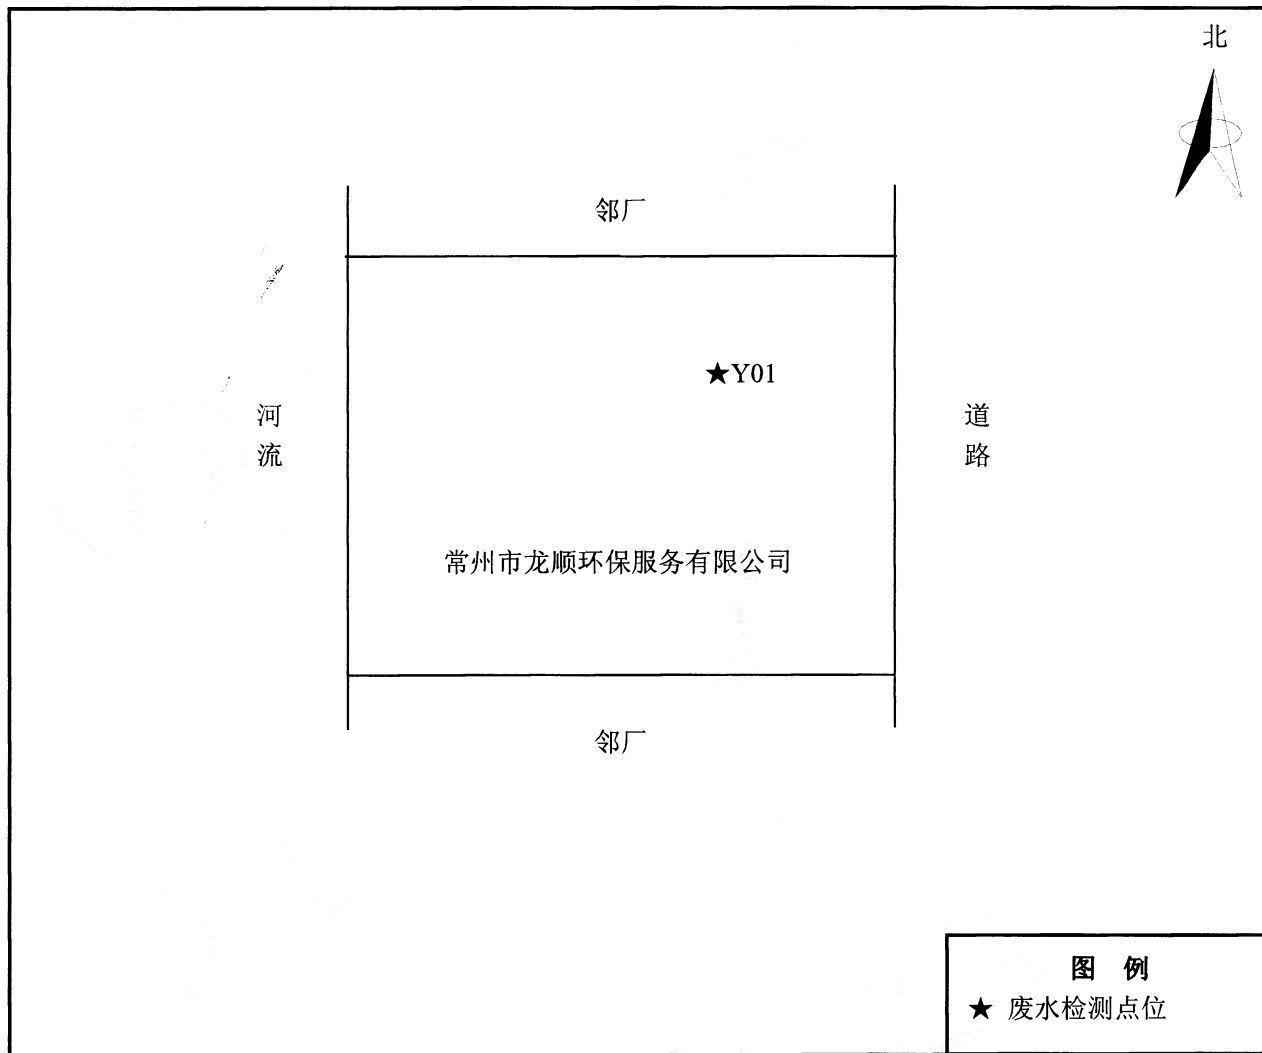 北
邻厂
★Y01
河流
道路
常州市龙顺环保服务有限公司
邻厂
图 例
★ 废水检测点位